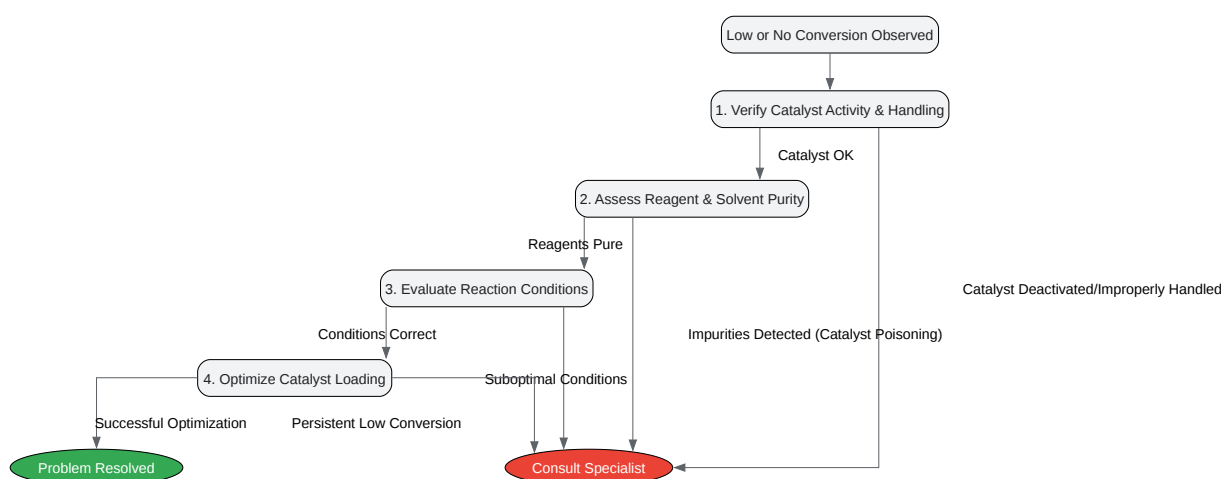 Low or No Conversion Observed
1. Verify Catalyst Activity & Handling
Catalyst OK
2. Assess Reagent & Solvent Purity
Reagents Pure
3. Evaluate Reaction Conditions
Catalyst Deactivated/Improperly Handled
Conditions Correct
Impurities Detected (Catalyst Poisoning)
4. Optimize Catalyst Loading
Suboptimal Conditions
Successful Optimization
Persistent Low Conversion
Problem Resolved
Consult Specialist